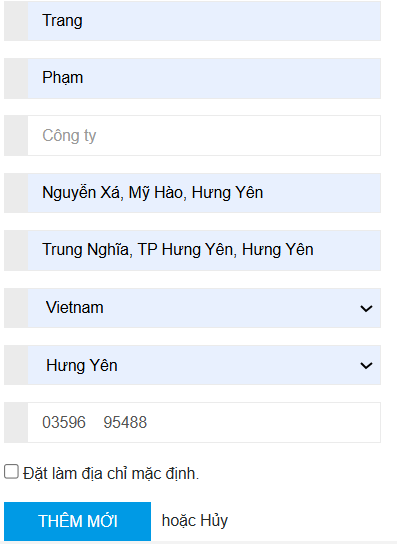 Trang
Phạm
Công ty
Nguyễn Xá, Mỹ Hào, Hưng Yên
Trung Nghĩa, TP Hưng Yên, Hưng Yên
Vietnam
Hưng Yên
03596 95488
Đặt làm địa chỉ mặc định.
THÊM MỚI hoặc Hủy